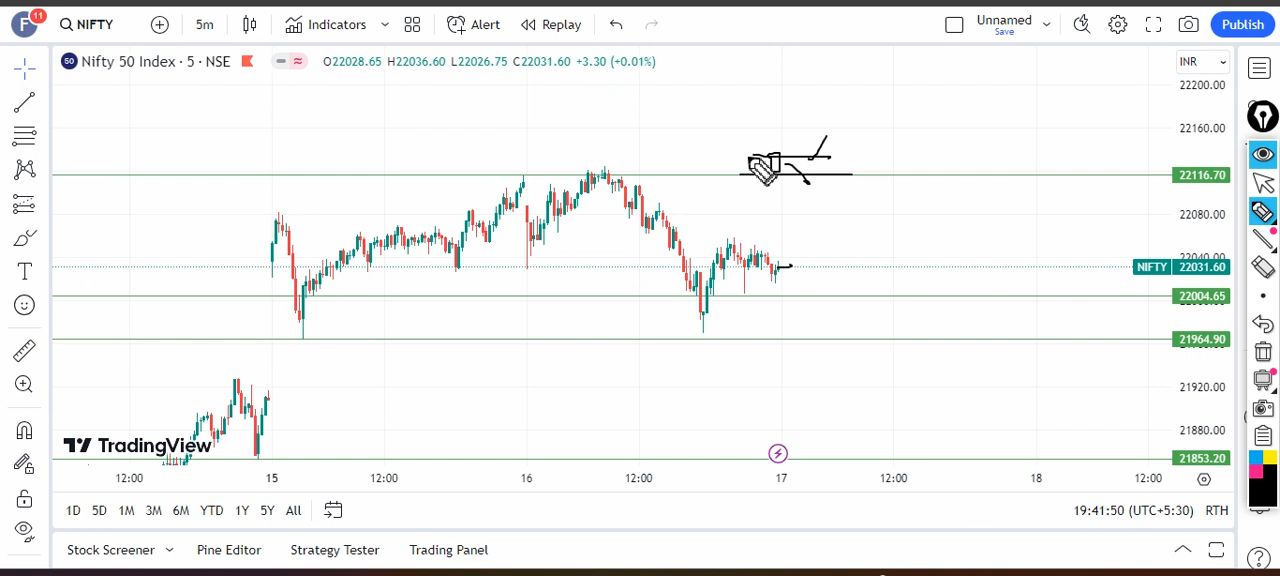 F 11 NIFTY 5m Indicators Alert Replay Unnamed Save Publish
50 Nifty 50 Index · 5 · NSE O22028.65 H22036.60 L22026.75 C22031.60 +3.30 (+0.01%) INR
22200.00
22160.00
22116.70
22080.00
22040.00
NIFTY 22031.60
22004.65
21964.90
21920.00
21880.00
TradingView
21853.20
12:00 15 12:00 16 12:00 17 12:00 18 12:00
1D 5D 1M 3M 6M YTD 1Y 5Y All 19:41:50 (UTC+5:30) RTH
Stock Screener Pine Editor Strategy Tester Trading Panel